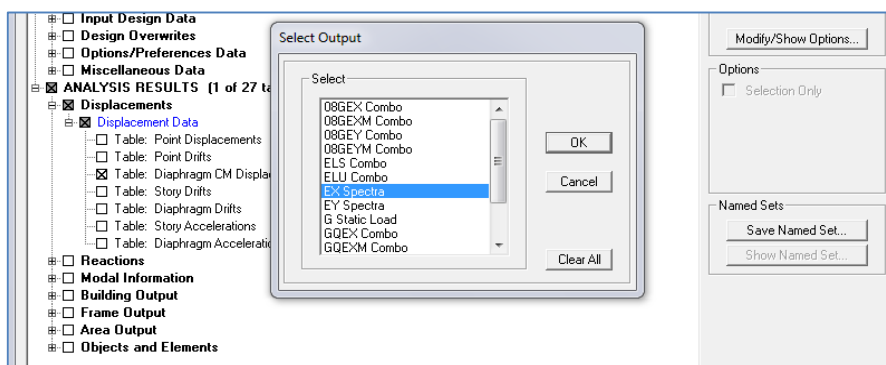 Input Design Data
Design Overwrites
Options/Preferences Data
Miscellaneous Data
ANALYSIS RESULTS (1 of 27 ta
Displacements
Displacement Data
Table: Point Displacements
Table: Point Drifts
Table: Diaphragm CM Displa
Table: Story Drifts
Table: Diaphragm Drifts
Table: Story Accelerations
Table: Diaphragm Acceleratio
Reactions
Modal Information
Building Output
Frame Output
Area Output
Objects and Elements
Select Output
Select
08GEX Combo
08GEXM Combo
08GEY Combo
08GEYM Combo
ELS Combo
ELU Combo
EX Spectra
EY Spectra
G Static Load
GQEX Combo
GQEXM Combo
OK
Cancel
Clear All
Modify/Show Options...
Options
Selection Only
Named Sets
Save Named Set...
Show Named Set...